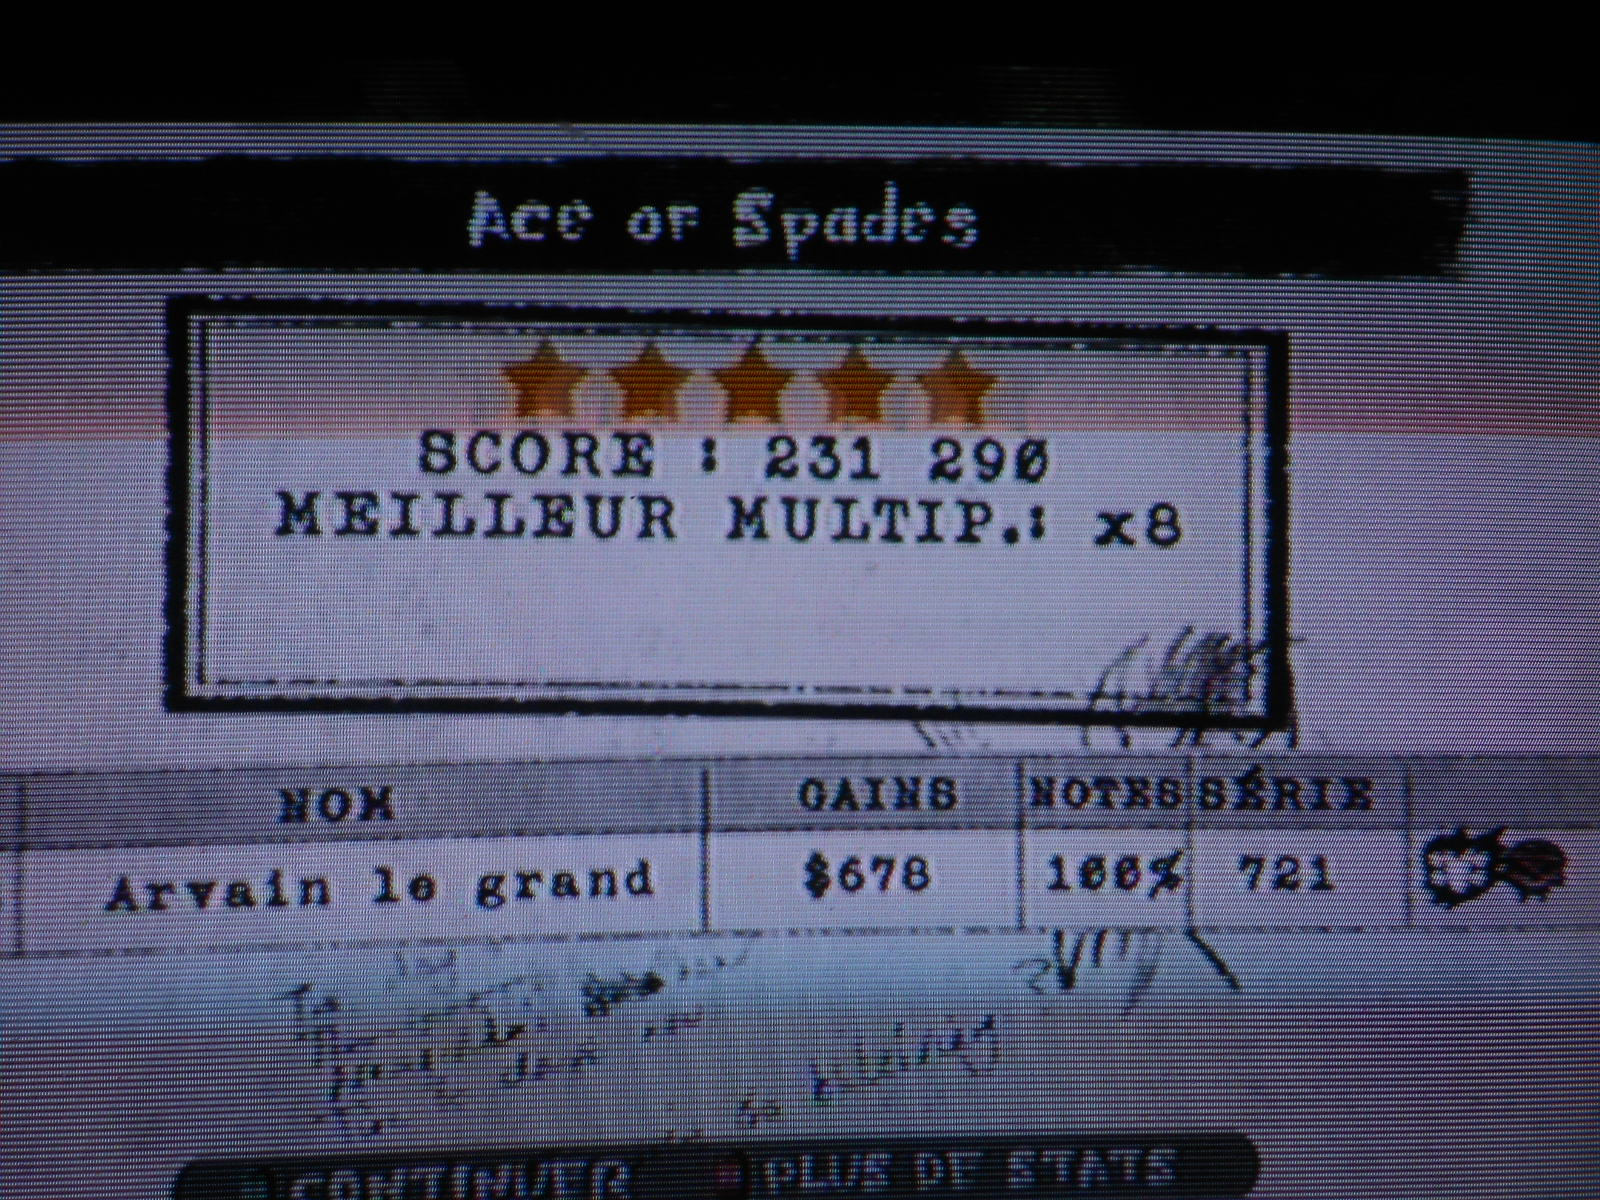 Ace of Spades
SCORE : 231 290
MEILLEUR MULTIP.: x8
NOM GAINS NOTES SÉRIE
Arvain le grand $678 100% 721
CONTINUER PLUS DE STATS